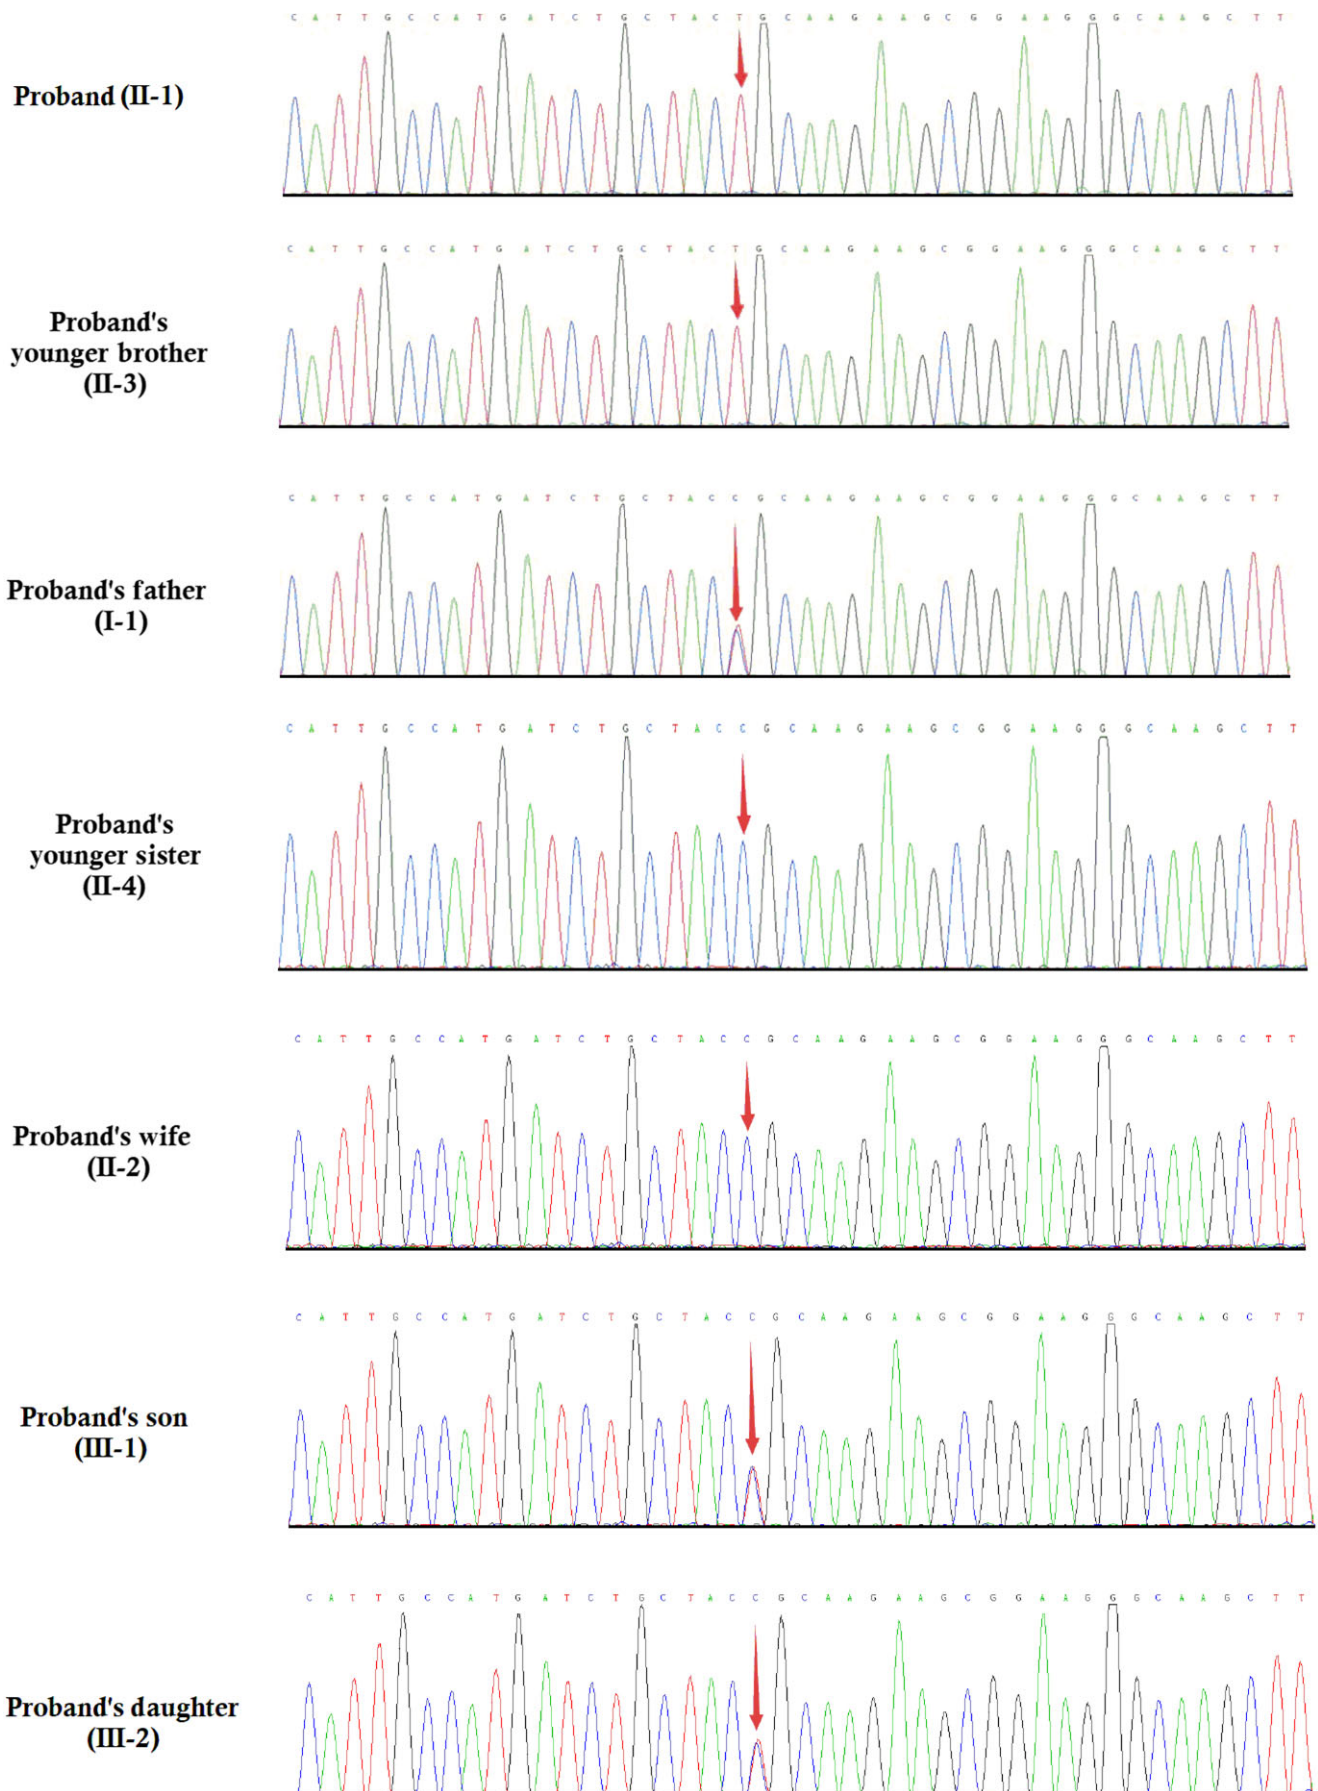 C A T T G C C A T G A T C T G C T A C T G C A A G A A G C G G A A G G G C A A G C T T
Proband (II-1)
C A T T G C C A T G A T C T G C T A C T G C A A G A A G C G G A A G G G C A A G C T T
Proband's
younger brother
(II-3)
C A T T G C C A T G A T C T G C T A C C G C A A G A A G C G G A A G G G C A A G C T T
Proband's father
(I-1)
C A T T G C C A T G A T C T G C T A C C G C A A G A A G C G G A A G G G C A A G C T T
Proband's
younger sister
(II-4)
C A T T G C C A T G A T C T G C T A C C G C A A G A A G C G G A A G G G C A A G C T T
Proband's wife
(II-2)
C A T T G C C A T G A T C T G C T A C C G C A A G A A G C G G A A G G G C A A G C T T
Proband's son
(III-1)
C A T T G C C A T G A T C T G C T A C C G C A A G A A G C G G A A G G G C A A G C T T
Proband's daughter
(III-2)